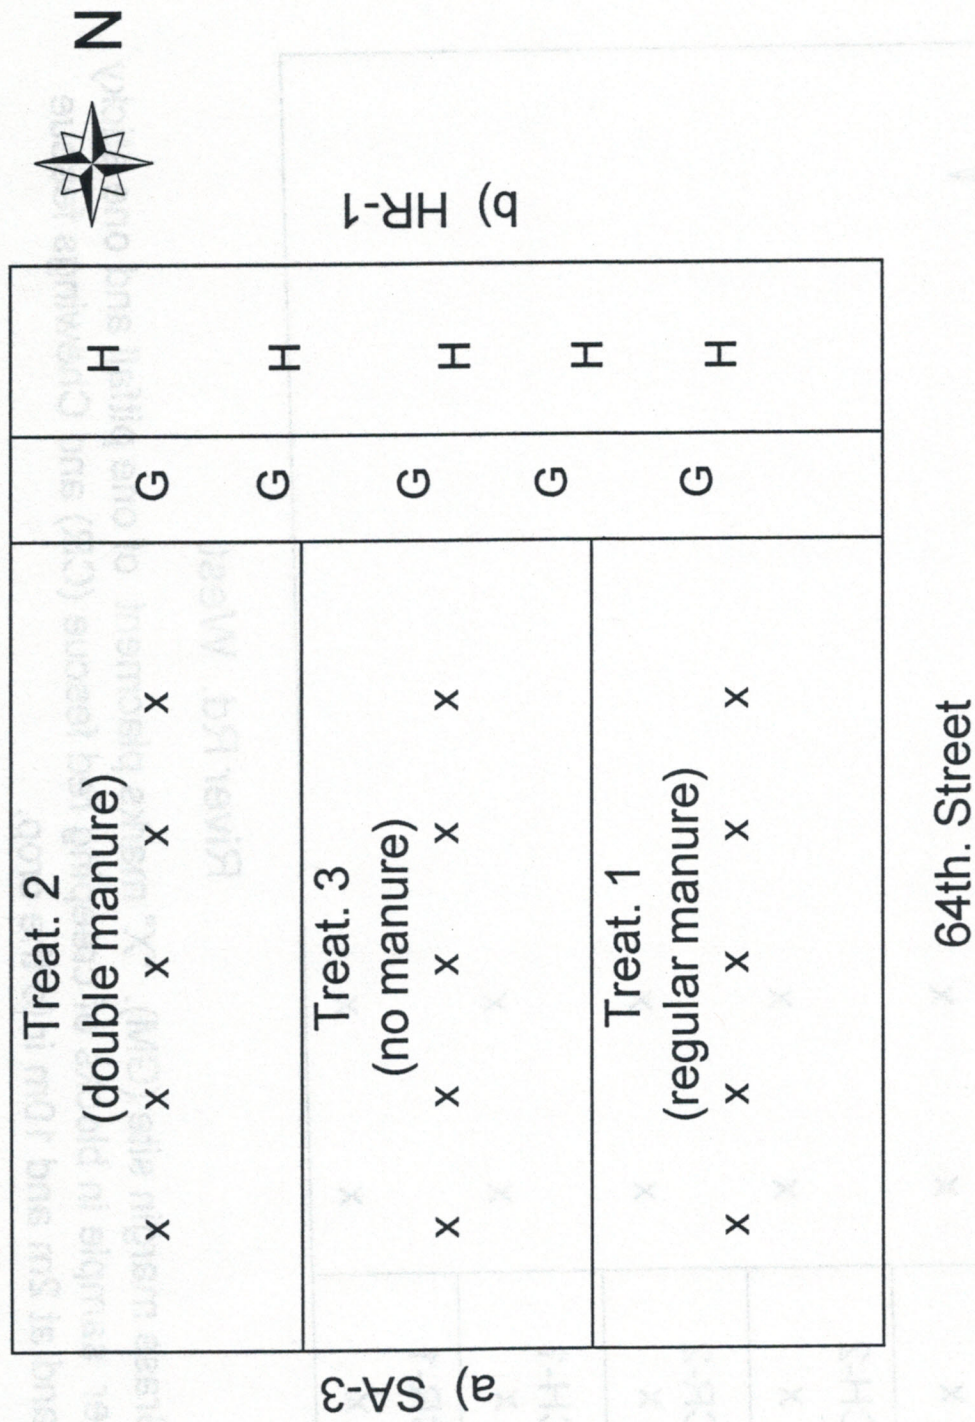 N
Treat. 2
(double manure)
x x x x x
Treat. 3
(no manure)
x x x x x
Treat. 1
(regular manure)
x x x x x
G
G
G
G
G
H
H
H
H
H
a) SA-3
b) HR-1
64th. Street